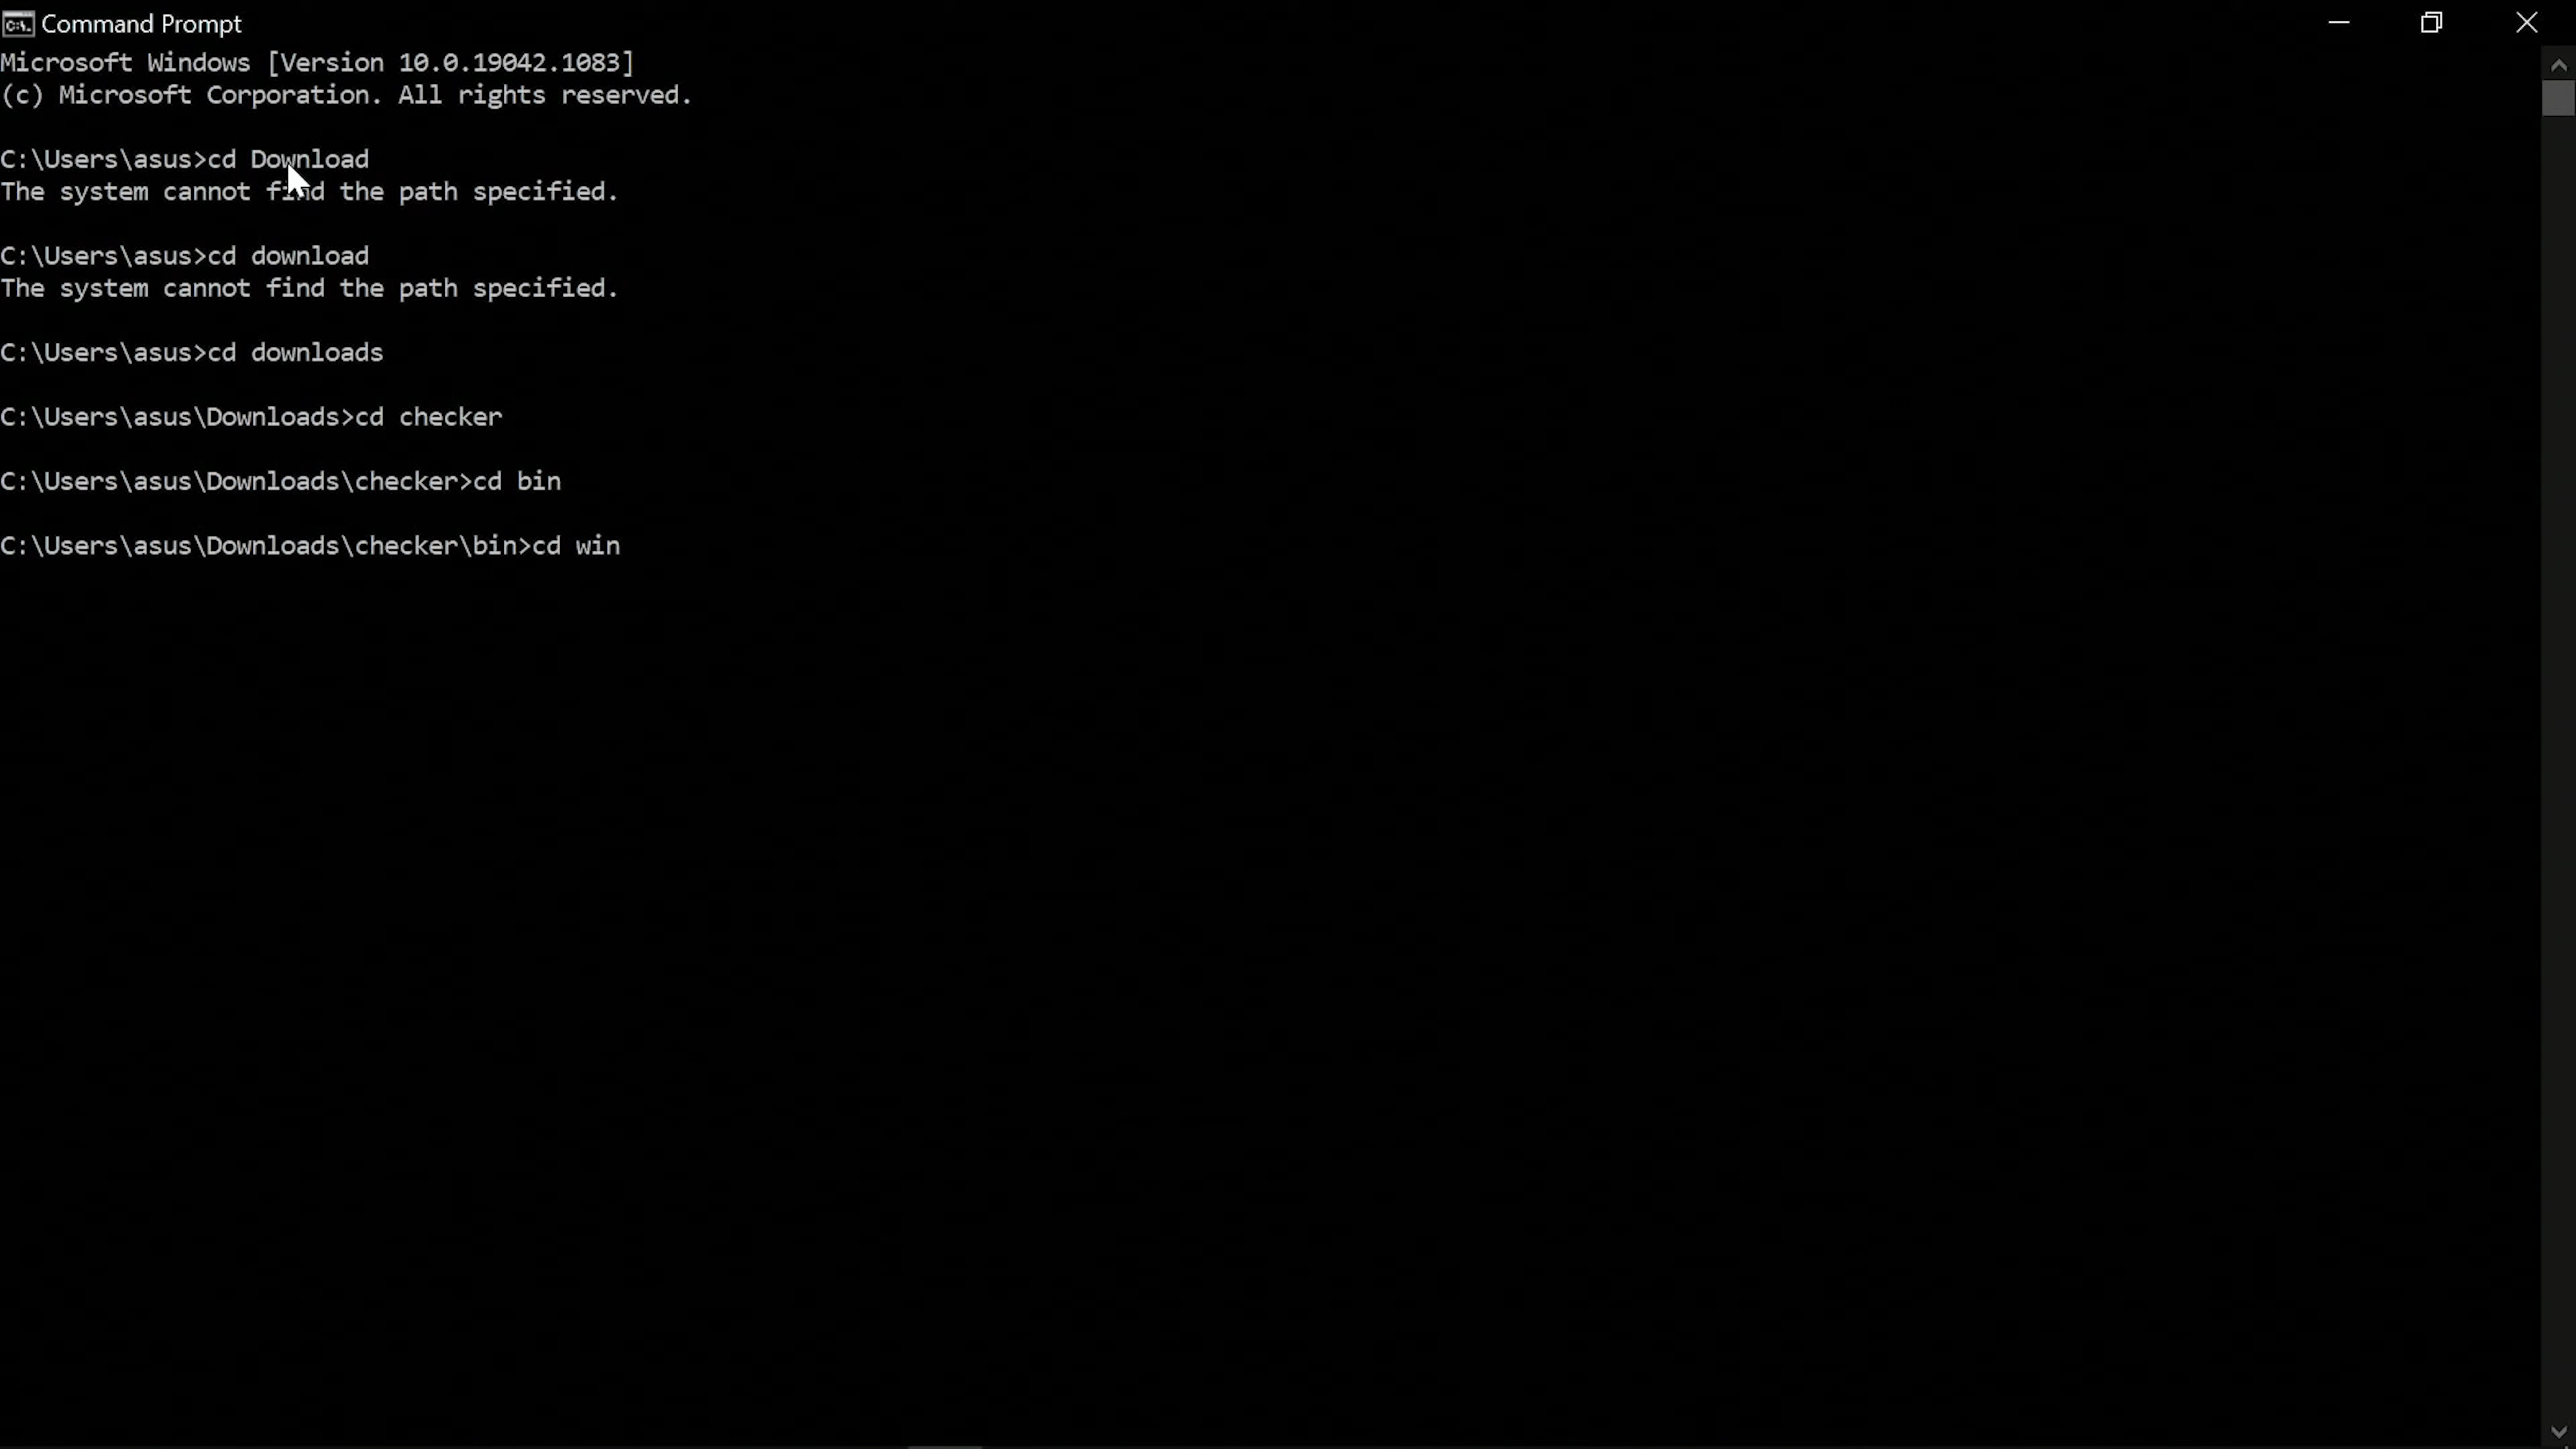 Command Prompt
Microsoft Windows [Version 10.0.19042.1083]
(c) Microsoft Corporation. All rights reserved.
C:\Users\asus>cd Download
The system cannot find the path specified.
C:\Users\asus>cd download
The system cannot find the path specified.
C:\Users\asus>cd downloads
C:\Users\asus\Downloads>cd checker
C:\Users\asus\Downloads\checker>cd bin
C:\Users\asus\Downloads\checker\bin>cd win